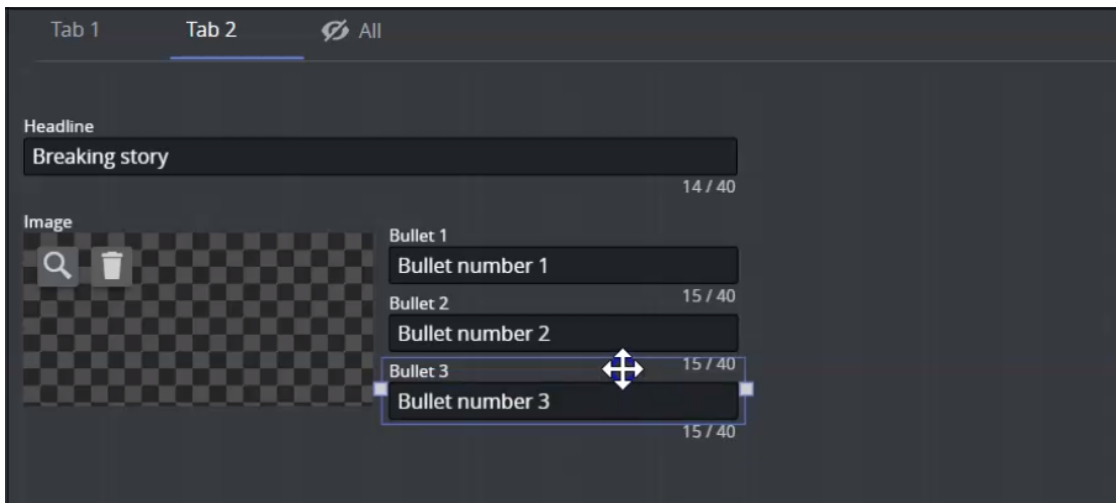 Tab 1 Tab 2 All
Headline
Breaking story
14 / 40
Image
Bullet 1
Bullet number 1
15 / 40
Bullet 2
Bullet number 2
15 / 40
Bullet 3
Bullet number 3
15 / 40